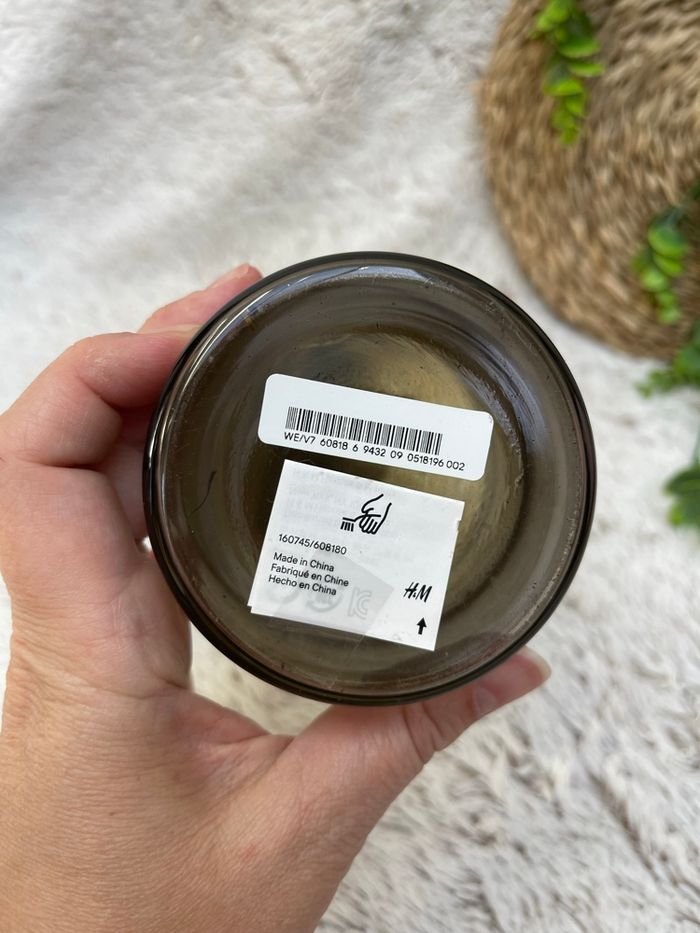 WE/V7 60818 6 9432 09 0518196 002
160745/608180
Made in China
Fabriqué en Chine
Hecho en China
H&M